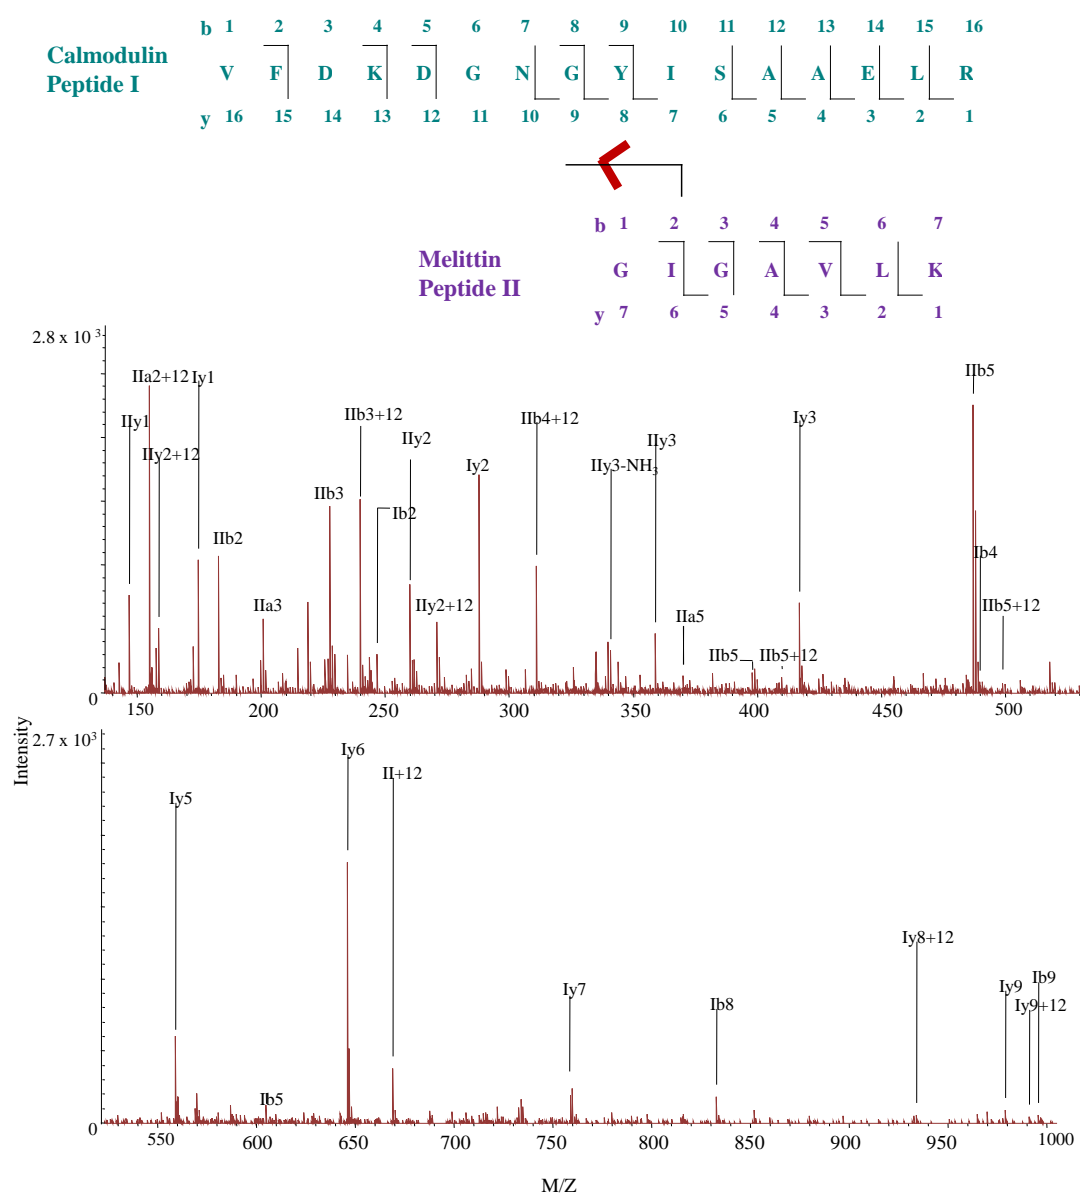 b 1 2 3 4 5 6 7 8 9 10 11 12 13 14 15 16
Calmodulin
Peptide I
V F D K D G N G Y I S A A E L R
y 16 15 14 13 12 11 10 9 8 7 6 5 4 3 2 1
b 1 2 3 4 5 6 7
Melittin
Peptide II
G I G A V L K
y 7 6 5 4 3 2 1
2.8 x 10 3
IIa2+12 Iy1
IIy1
IIy2+12
IIb2
IIa3
IIb3
IIb3+12
Ib2
IIy2
IIy2+12
Iy2
IIb4+12
IIy3-NH3
IIy3
IIa5
IIb5
IIb5+12
Iy3
IIb5
Ib4
IIb5+12
0
150 200 250 300 350 400 450 500
Intensity
2.7 x 10 3
Iy5
Ib5
Iy6
II+12
Iy7
Ib8
Iy8+12
Iy9
Iy9+12
Ib9
0
550 600 650 700 750 800 850 900 950 1000
M/Z